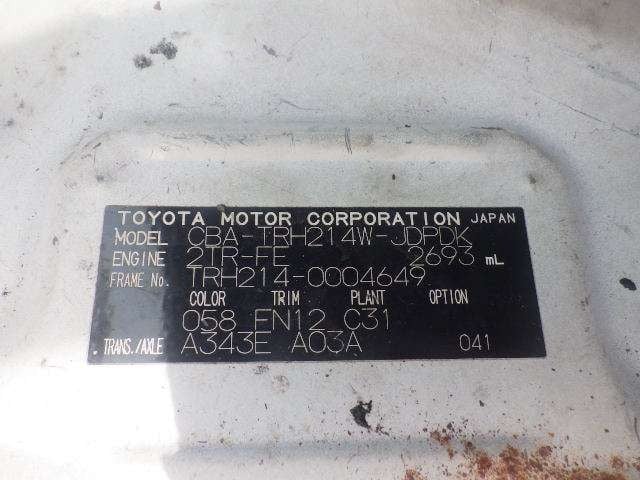 TOYOTA MOTOR CORPORATION JAPAN
MODEL CBA-TRH214W-JDPDK
ENGINE 2TR-FE 2693 mL
FRAME No. TRH214-0004649
COLOR TRIM PLANT OPTION
058 FN12 C31
TRANS./AXLE A343E A03A 041